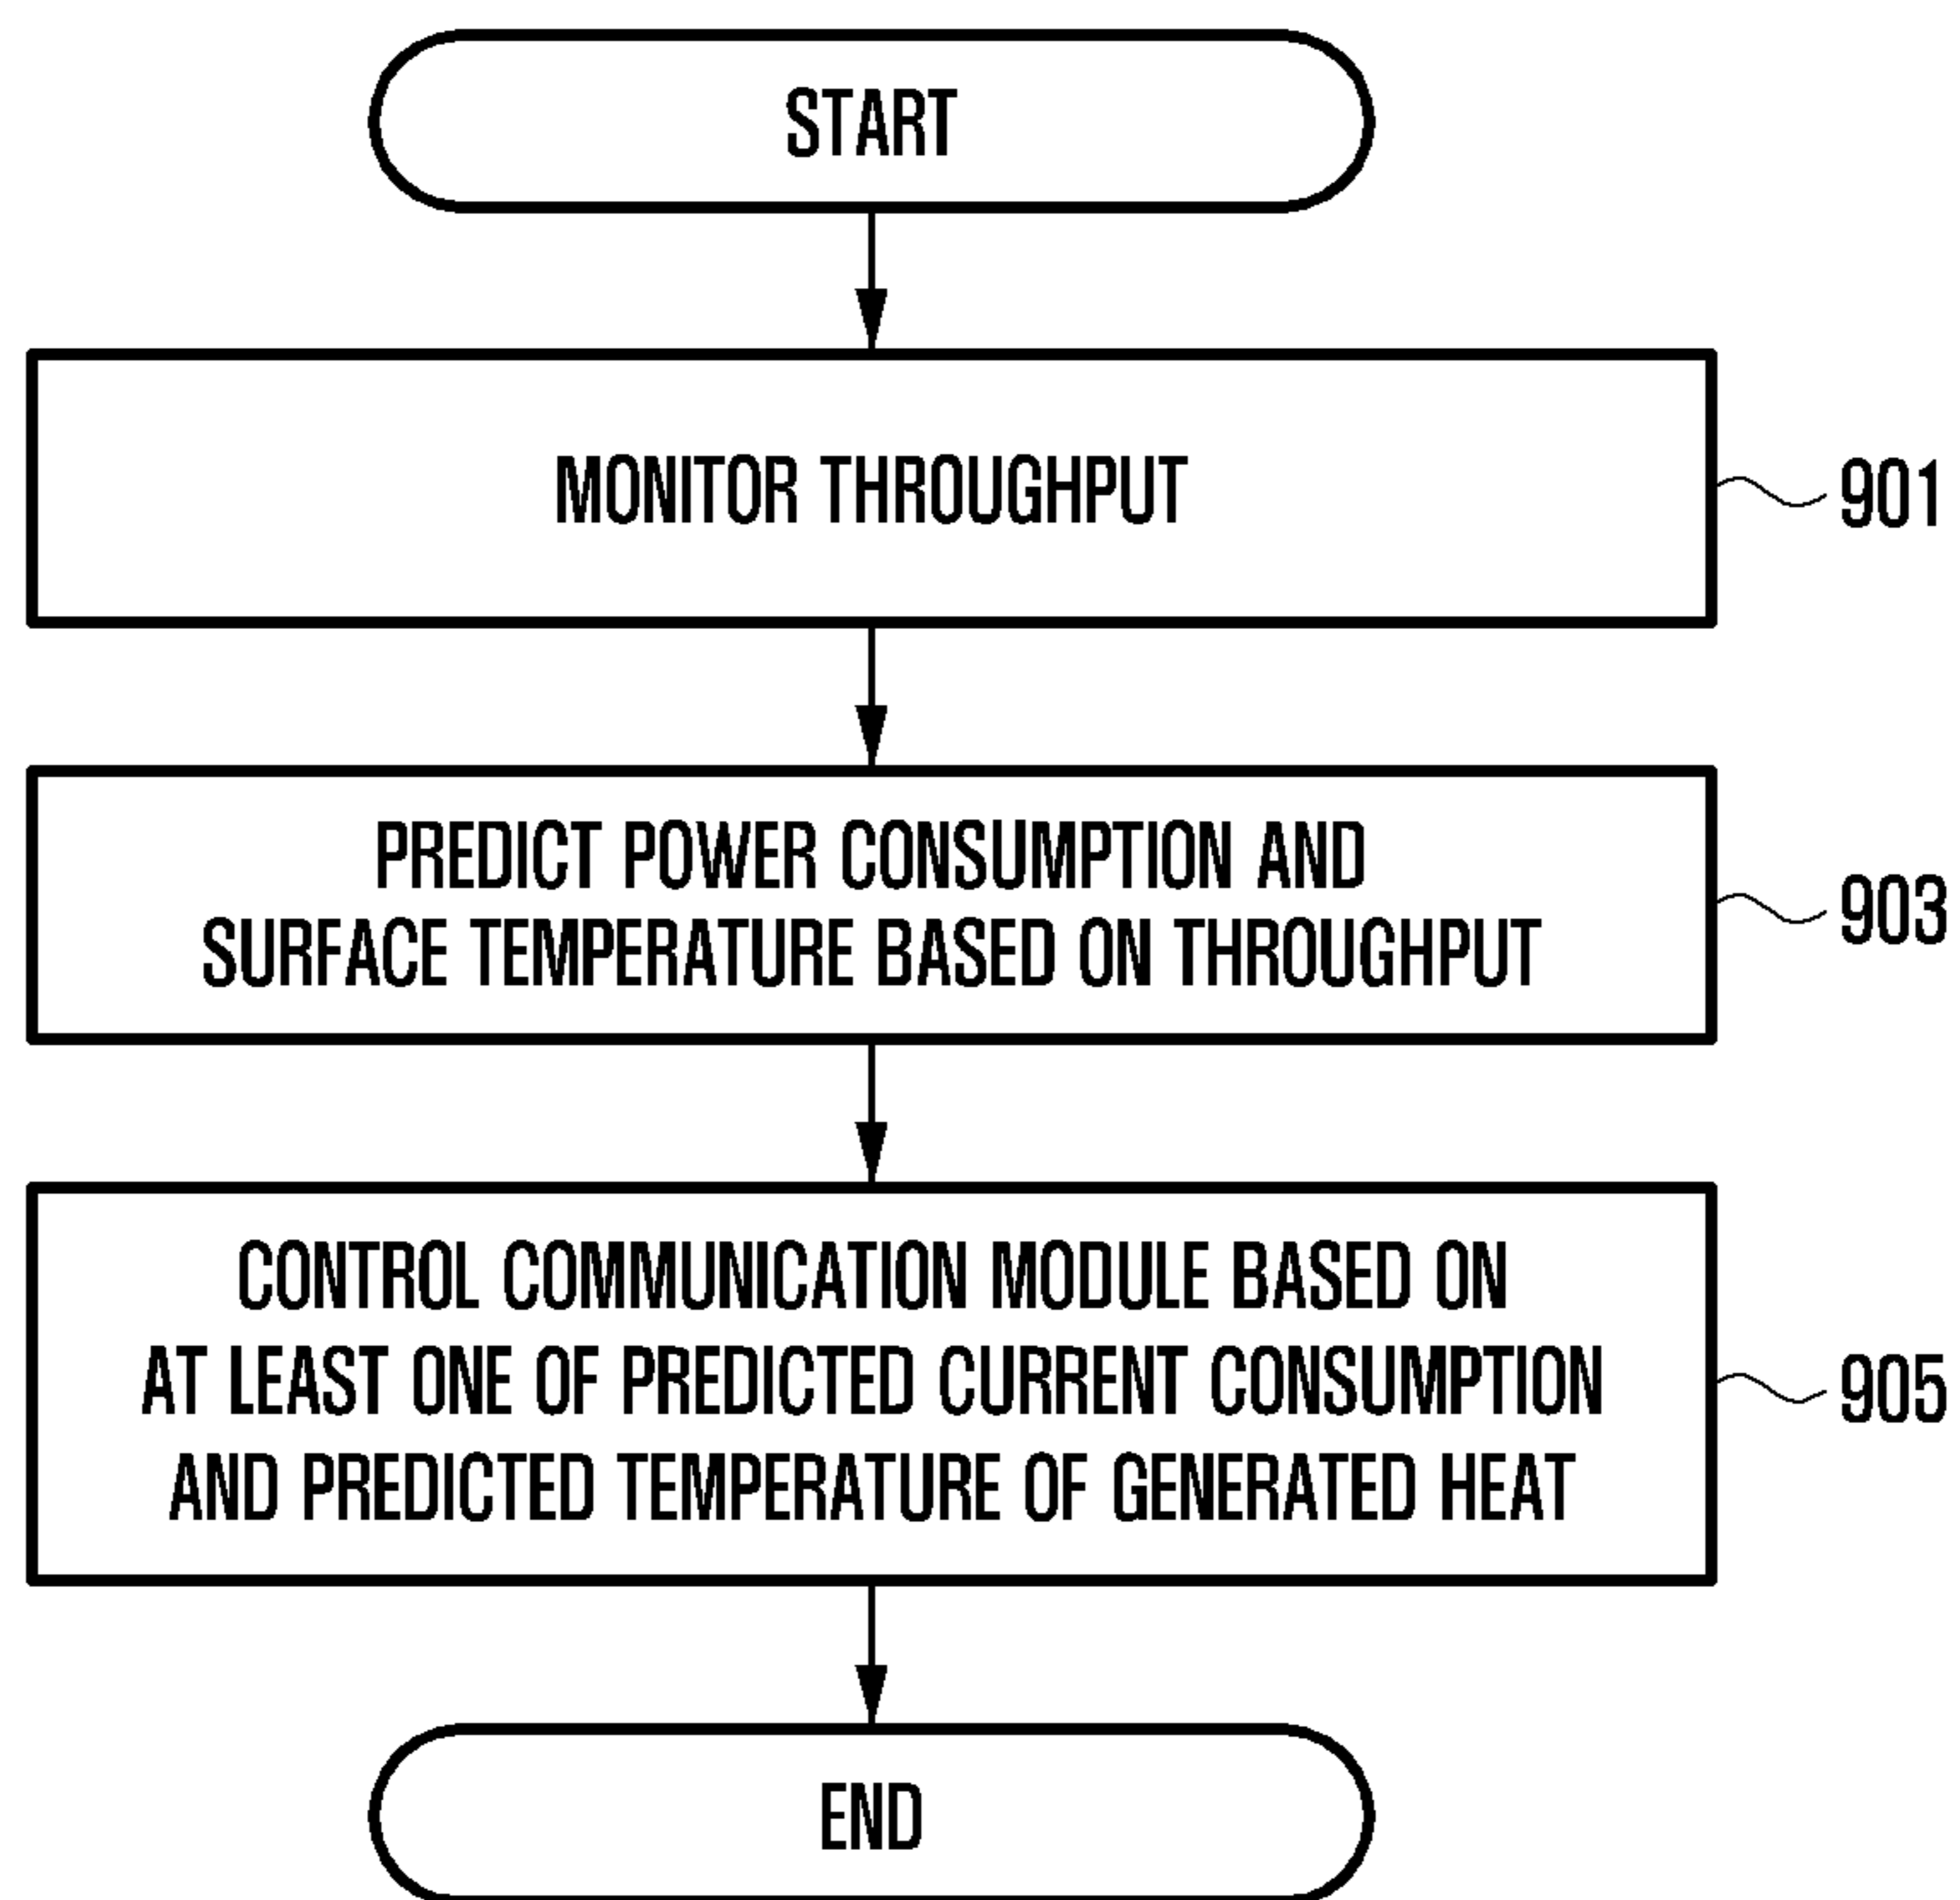 START
MONITOR THROUGHPUT
901
PREDICT POWER CONSUMPTION AND
SURFACE TEMPERATURE BASED ON THROUGHPUT
903
CONTROL COMMUNICATION MODULE BASED ON
AT LEAST ONE OF PREDICTED CURRENT CONSUMPTION
AND PREDICTED TEMPERATURE OF GENERATED HEAT
905
END